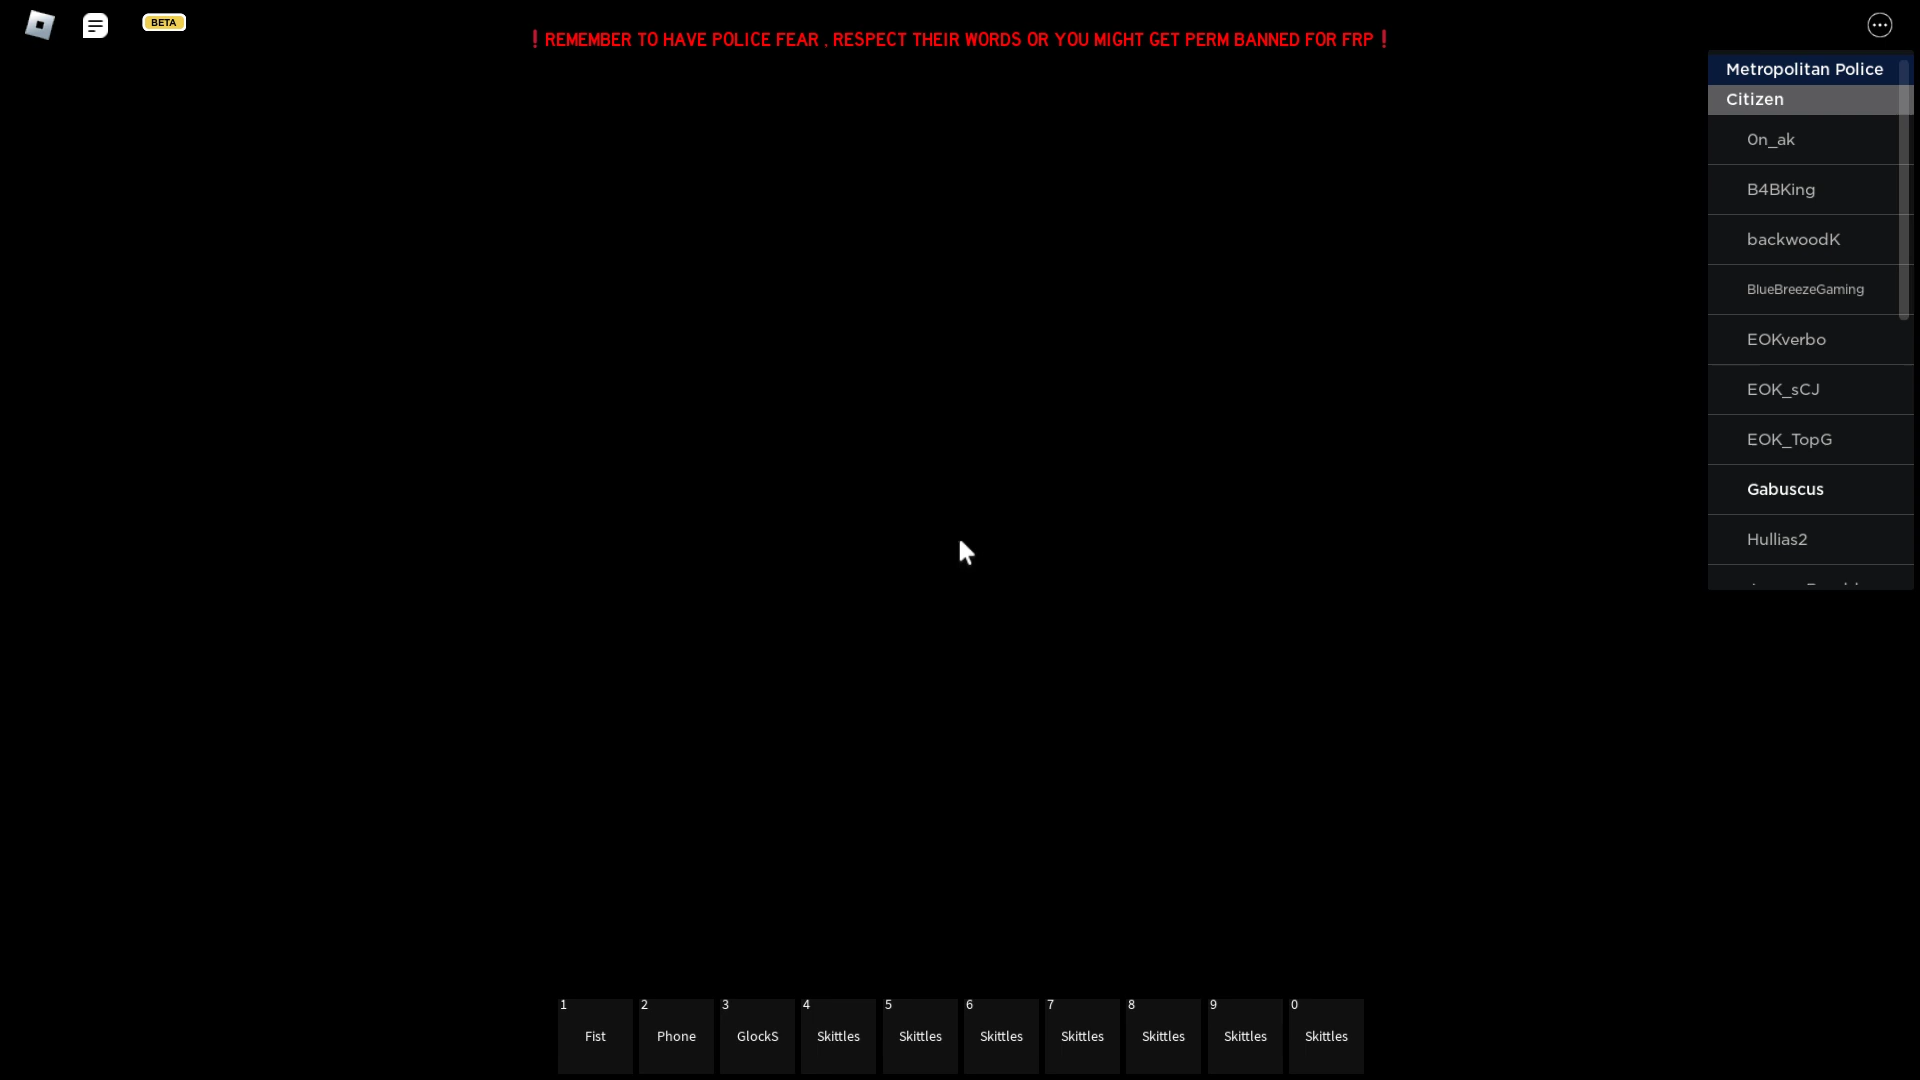 BETA
❗REMEMBER TO HAVE POLICE FEAR , RESPECT THEIR WORDS OR YOU MIGHT GET PERM BANNED FOR FRP❗
Metropolitan Police
Citizen
0n_ak
B4BKing
backwoodK
BlueBreezeGaming
EOKverbo
EOK_sCJ
EOK_TopG
Gabuscus
Hullias2
1 Fist
2 Phone
3 GlockS
4 Skittles
5 Skittles
6 Skittles
7 Skittles
8 Skittles
9 Skittles
0 Skittles